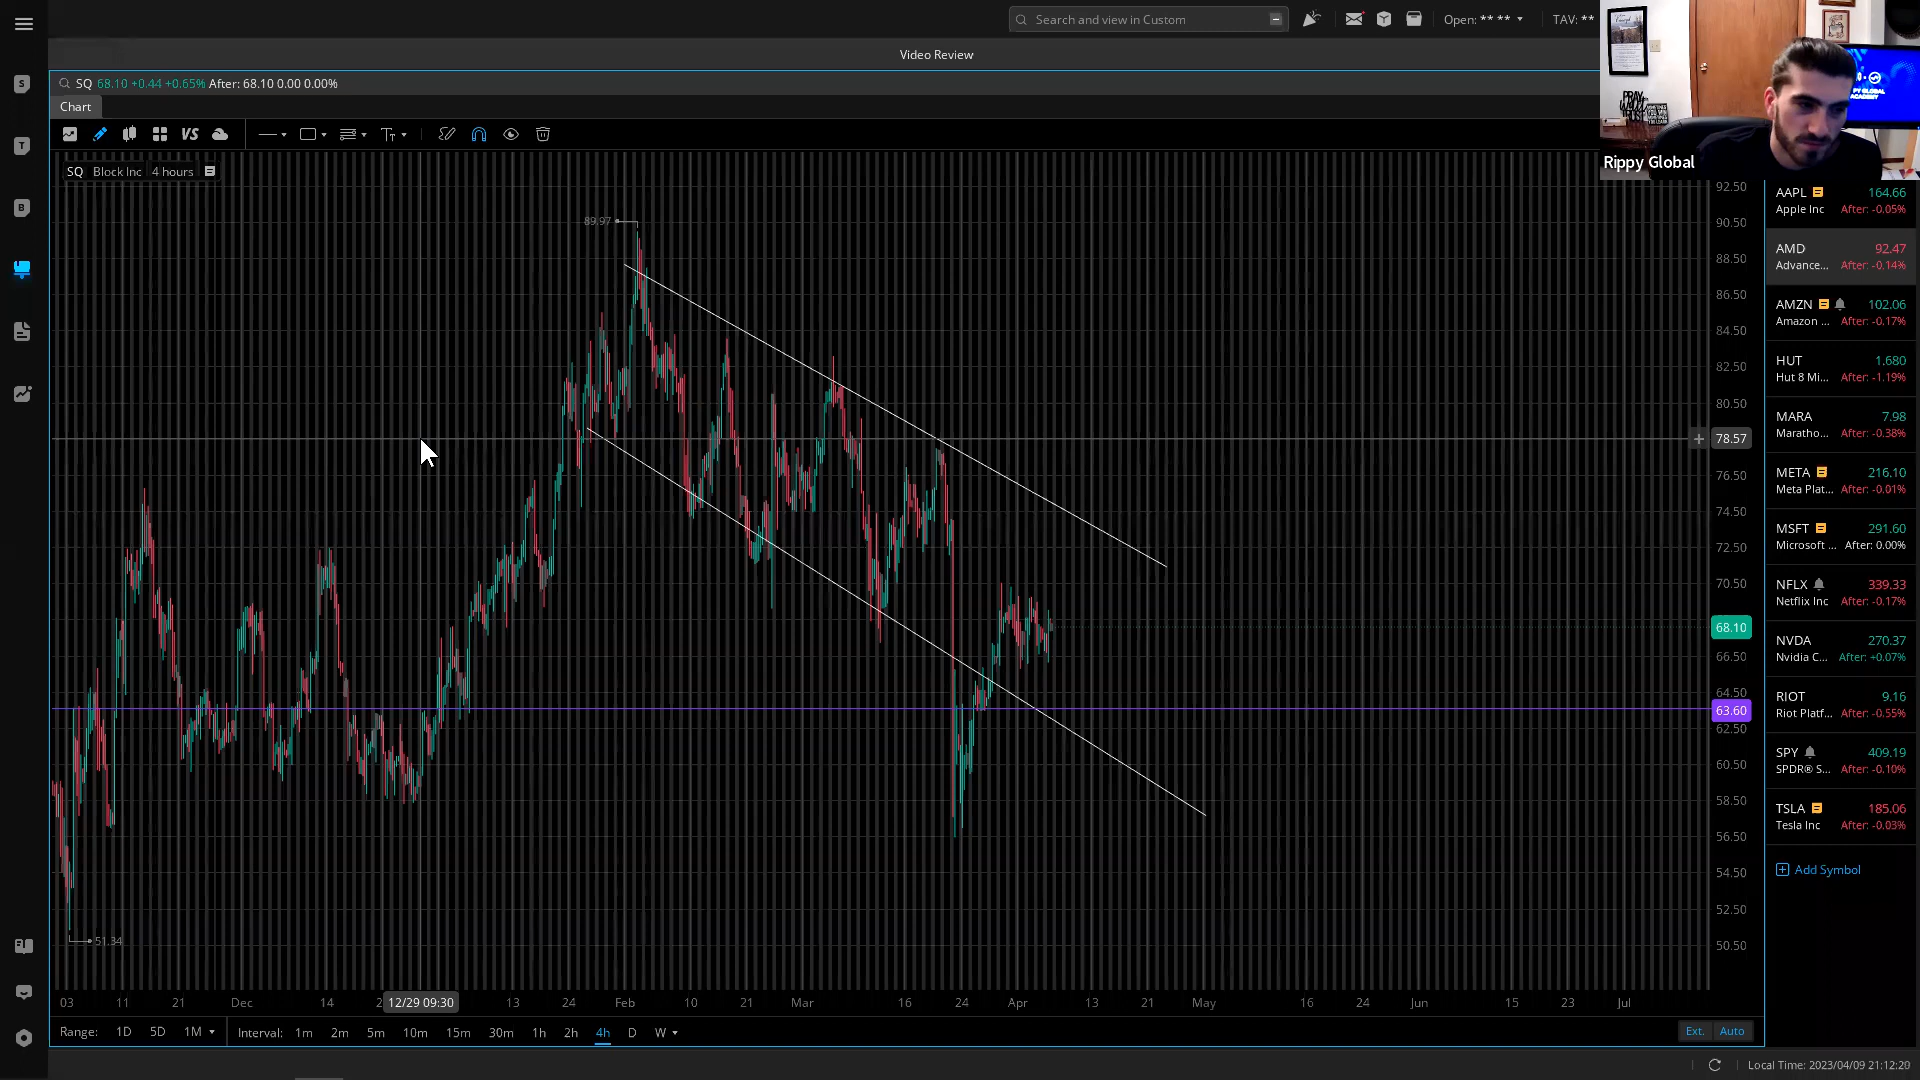 Search and view in Custom
Open: ** **
TAV: **
Video Review
SQ 68.10 +0.44 +0.65% After: 68.10 0.00 0.00%
Chart
VS
SQ Block Inc 4 hours
89.97
51.34
92.50
90.50
88.50
86.50
84.50
82.50
80.50
78.57
76.50
74.50
72.50
70.50
68.10
66.50
64.50
63.60
62.50
60.50
58.50
56.50
54.50
52.50
50.50
03 11 21 Dec 14 2 12/29 09:30 13 24 Feb 10 21 Mar 16 24 Apr 13 21 May 16 24 Jun 15 23 Jul
Range: 1D 5D 1M Interval: 1m 2m 5m 10m 15m 30m 1h 2h 4h D W
Ext. Auto
Local Time: 2023/04/09 21:12:20
PRAY
WAIT
TRUST
Rippy Global
AAPL 164.66
Apple Inc After: -0.05%
AMD 92.47
Advance... After: -0.14%
AMZN 102.06
Amazon ... After: -0.17%
HUT 1.680
Hut 8 Mi... After: -1.19%
MARA 7.98
Maratho... After: -0.38%
META 216.10
Meta Plat... After: -0.01%
MSFT 291.60
Microsoft ... After: 0.00%
NFLX 339.33
Netflix Inc After: -0.17%
NVDA 270.37
Nvidia C... After: +0.07%
RIOT 9.16
Riot Platf... After: -0.55%
SPY 409.19
SPDR® S... After: -0.10%
TSLA 185.06
Tesla Inc After: -0.03%
Add Symbol